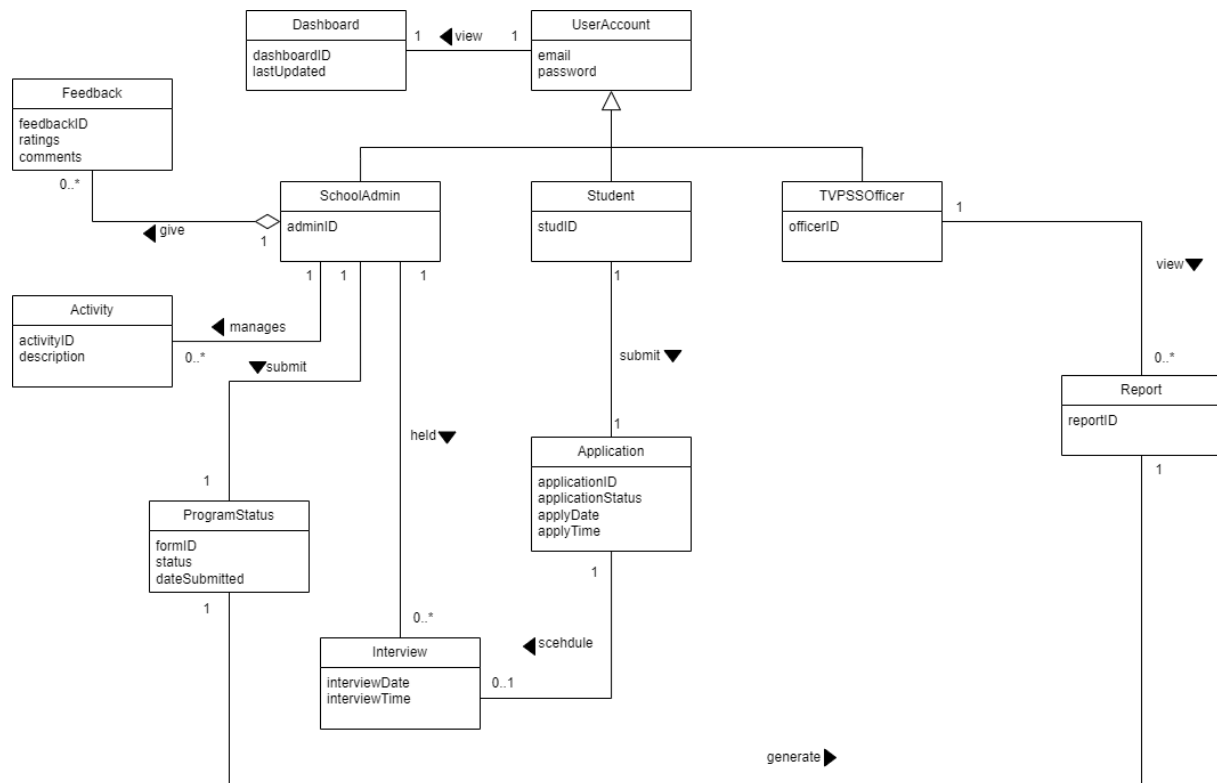 Dashboard
dashboardID
lastUpdated
1
view
1
UserAccount
email
password
Feedback
feedbackID
ratings
comments
0..*
give
1
SchoolAdmin
adminID
Student
studID
TVPSSOfficer
officerID
1
view
0..*
1
1
1
1
Activity
activityID
description
manages
0..*
submit
submit
held
1
1
Report
reportID
1
Application
applicationID
applicationStatus
applyDate
applyTime
1
ProgramStatus
formID
status
dateSubmitted
1
0..*
scehdule
0..1
Interview
interviewDate
interviewTime
generate